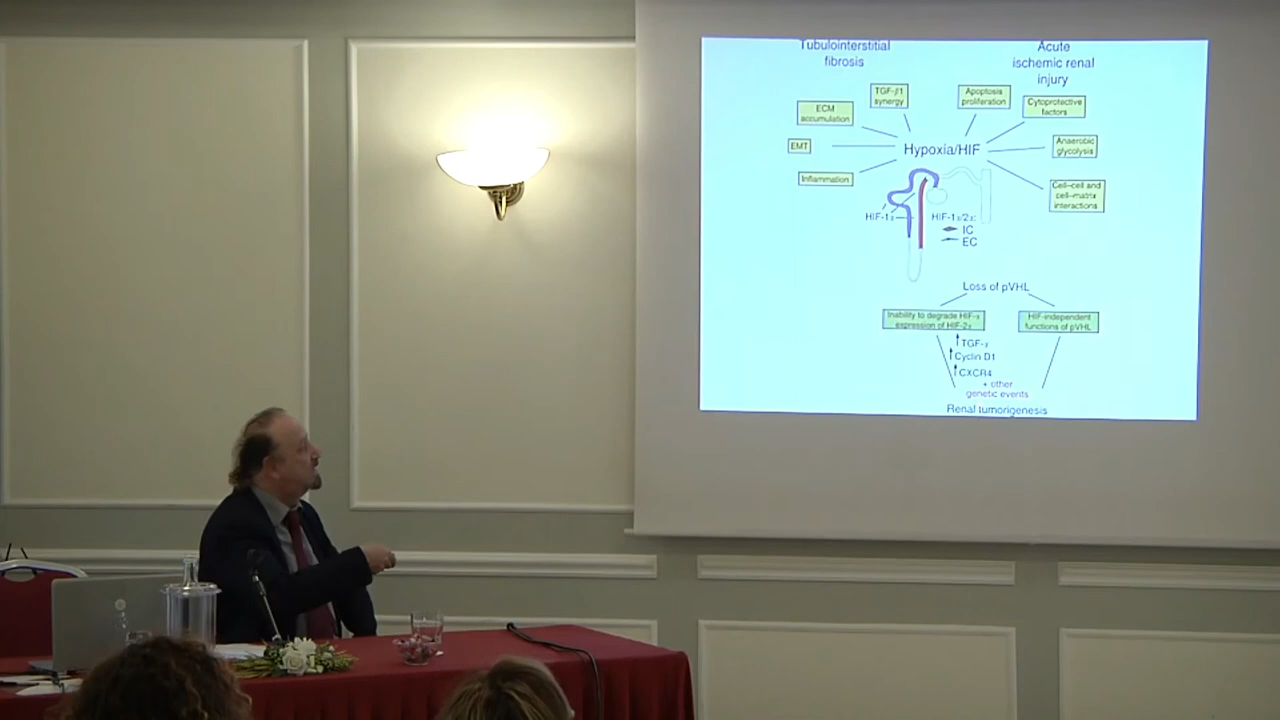 Tubulointerstitial
fibrosis
Acute
ischemic renal
injury
TGF-β1
synergy
Apoptosis
proliferation
ECM
accumulation
Cytoprotective
factors
EMT
Hypoxia/HIF
Anaerobic
glycolysis
Inflammation
Cell–cell and
cell–matrix
interactions
HIF-1α
HIF-1α/2α:
IC
EC
Loss of pVHL
Inability to degrade HIF-α
expression of HIF-2α
HIF-independent
functions of pVHL
TGF-α
Cyclin D1
CXCR4
+ other
genetic events
Renal tumorigenesis